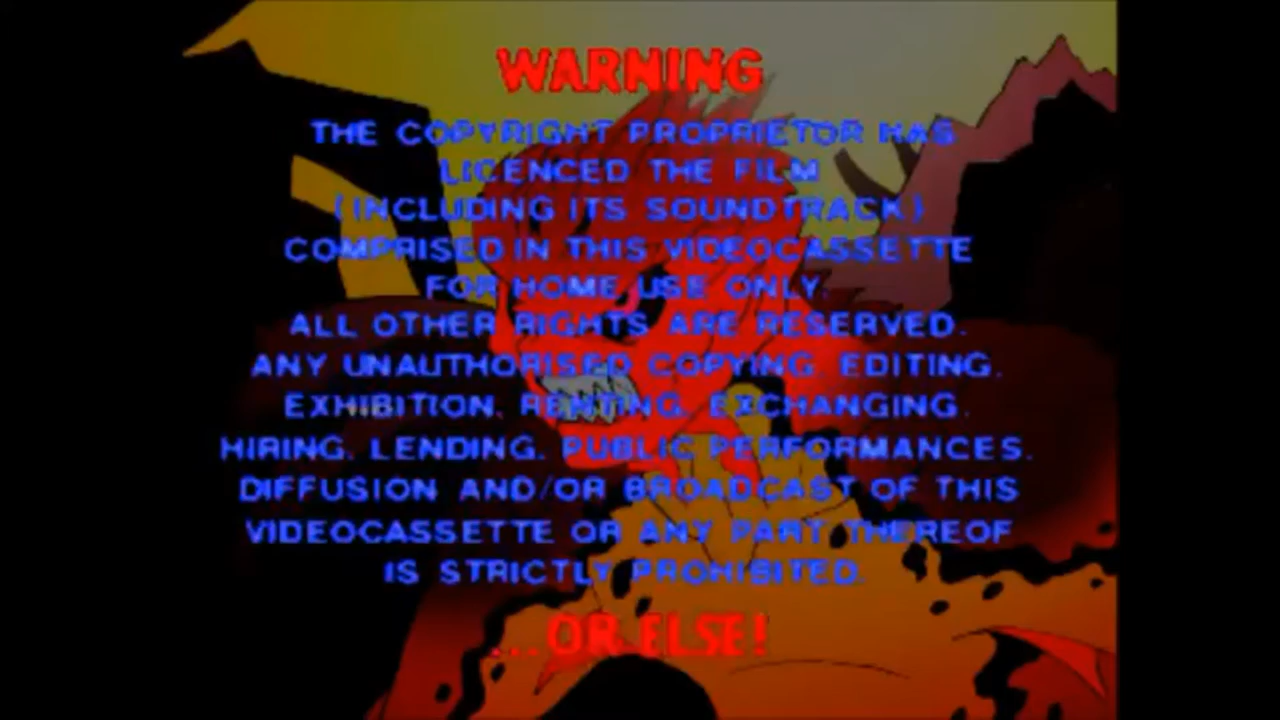 WARNING
THE COPYRIGHT PROPRIETOR HAS
LICENCED THE FILM
(INCLUDING ITS SOUNDTRACK)
COMPRISED IN THIS VIDEOCASSETTE
FOR HOME USE ONLY.
ALL OTHER RIGHTS ARE RESERVED.
ANY UNAUTHORISED COPYING, EDITING,
EXHIBITION, RENTING, EXCHANGING,
HIRING, LENDING, PUBLIC PERFORMANCES,
DIFFUSION AND/OR BROADCAST OF THIS
VIDEOCASSETTE OR ANY PART THEREOF
IS STRICTLY PROHIBITED.
...OR ELSE!